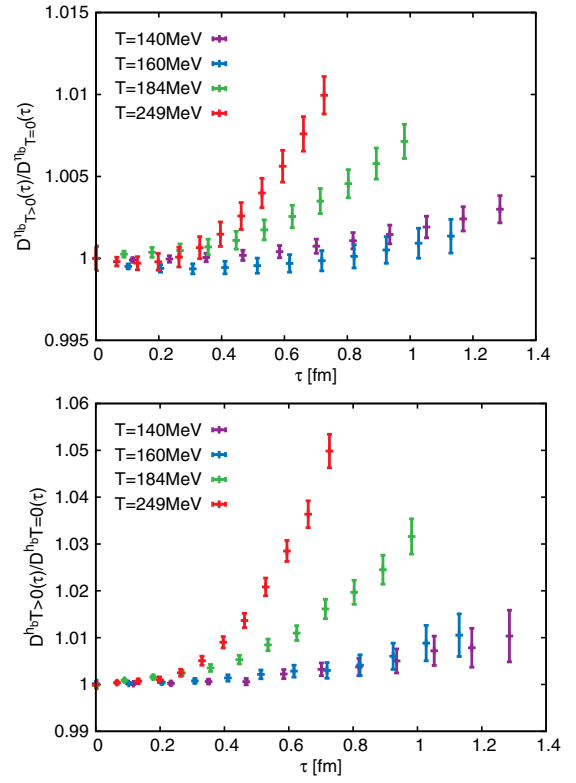 1.015
1.01
1.005
1
0.995
D^ηb_T>0(τ)/D^ηb_T=0(τ)
T=140MeV
T=160MeV
T=184MeV
T=249MeV
0 0.2 0.4 0.6 0.8 1 1.2 1.4
τ [fm]
1.06
1.05
1.04
1.03
1.02
1.01
1
0.99
D^hb T>0(τ)/D^hb T=0(τ)
T=140MeV
T=160MeV
T=184MeV
T=249MeV
0 0.2 0.4 0.6 0.8 1 1.2 1.4
τ [fm]